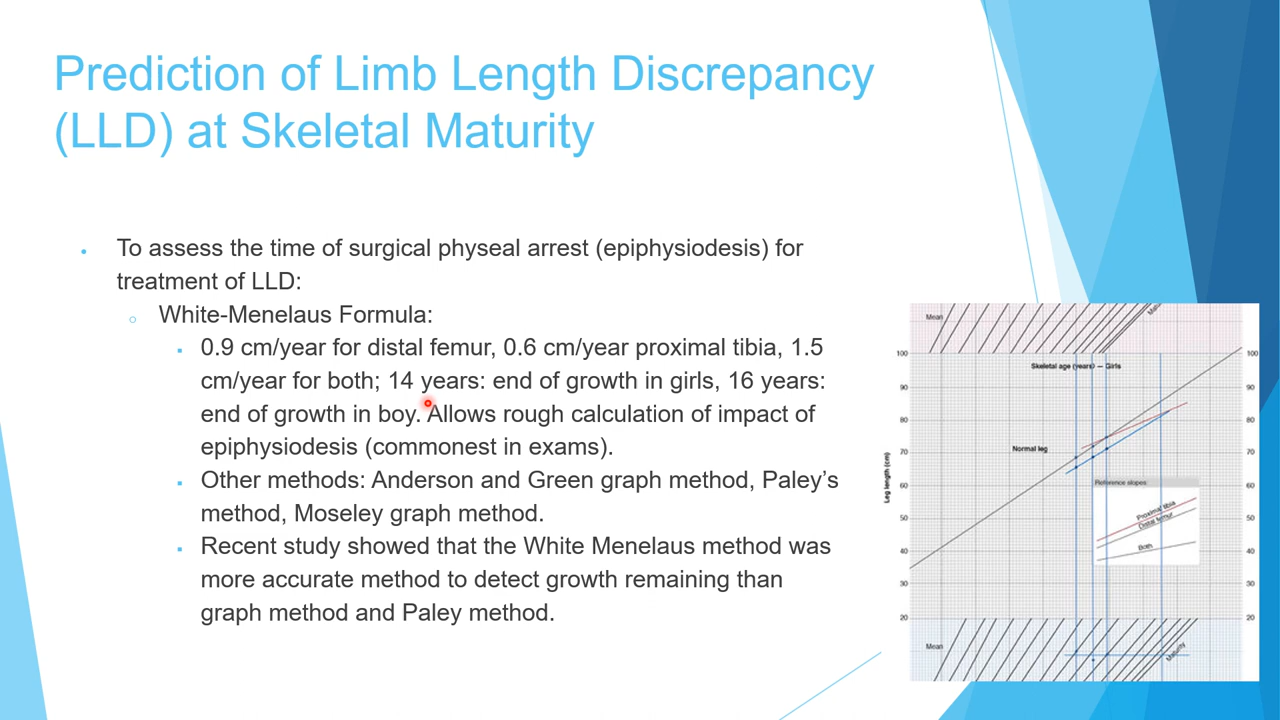 Prediction of Limb Length Discrepancy
(LLD) at Skeletal Maturity
To assess the time of surgical physeal arrest (epiphysiodesis) for
treatment of LLD:
White-Menelaus Formula:
0.9 cm/year for distal femur, 0.6 cm/year proximal tibia, 1.5
cm/year for both; 14 years: end of growth in girls, 16 years:
end of growth in boy. Allows rough calculation of impact of
epiphysiodesis (commonest in exams).
Other methods: Anderson and Green graph method, Paley's
method, Moseley graph method.
Recent study showed that the White Menelaus method was
more accurate method to detect growth remaining than
graph method and Paley method.
Mean
100 100
Skeletal age (years) — Girls
90 90
80 80
Normal leg
70 70
Leg length (cm)
Reference slopes
60 60
Proximal tibia
Distal femur
50 50
Both
40 40
30 30
20 20
Mean
Maturity